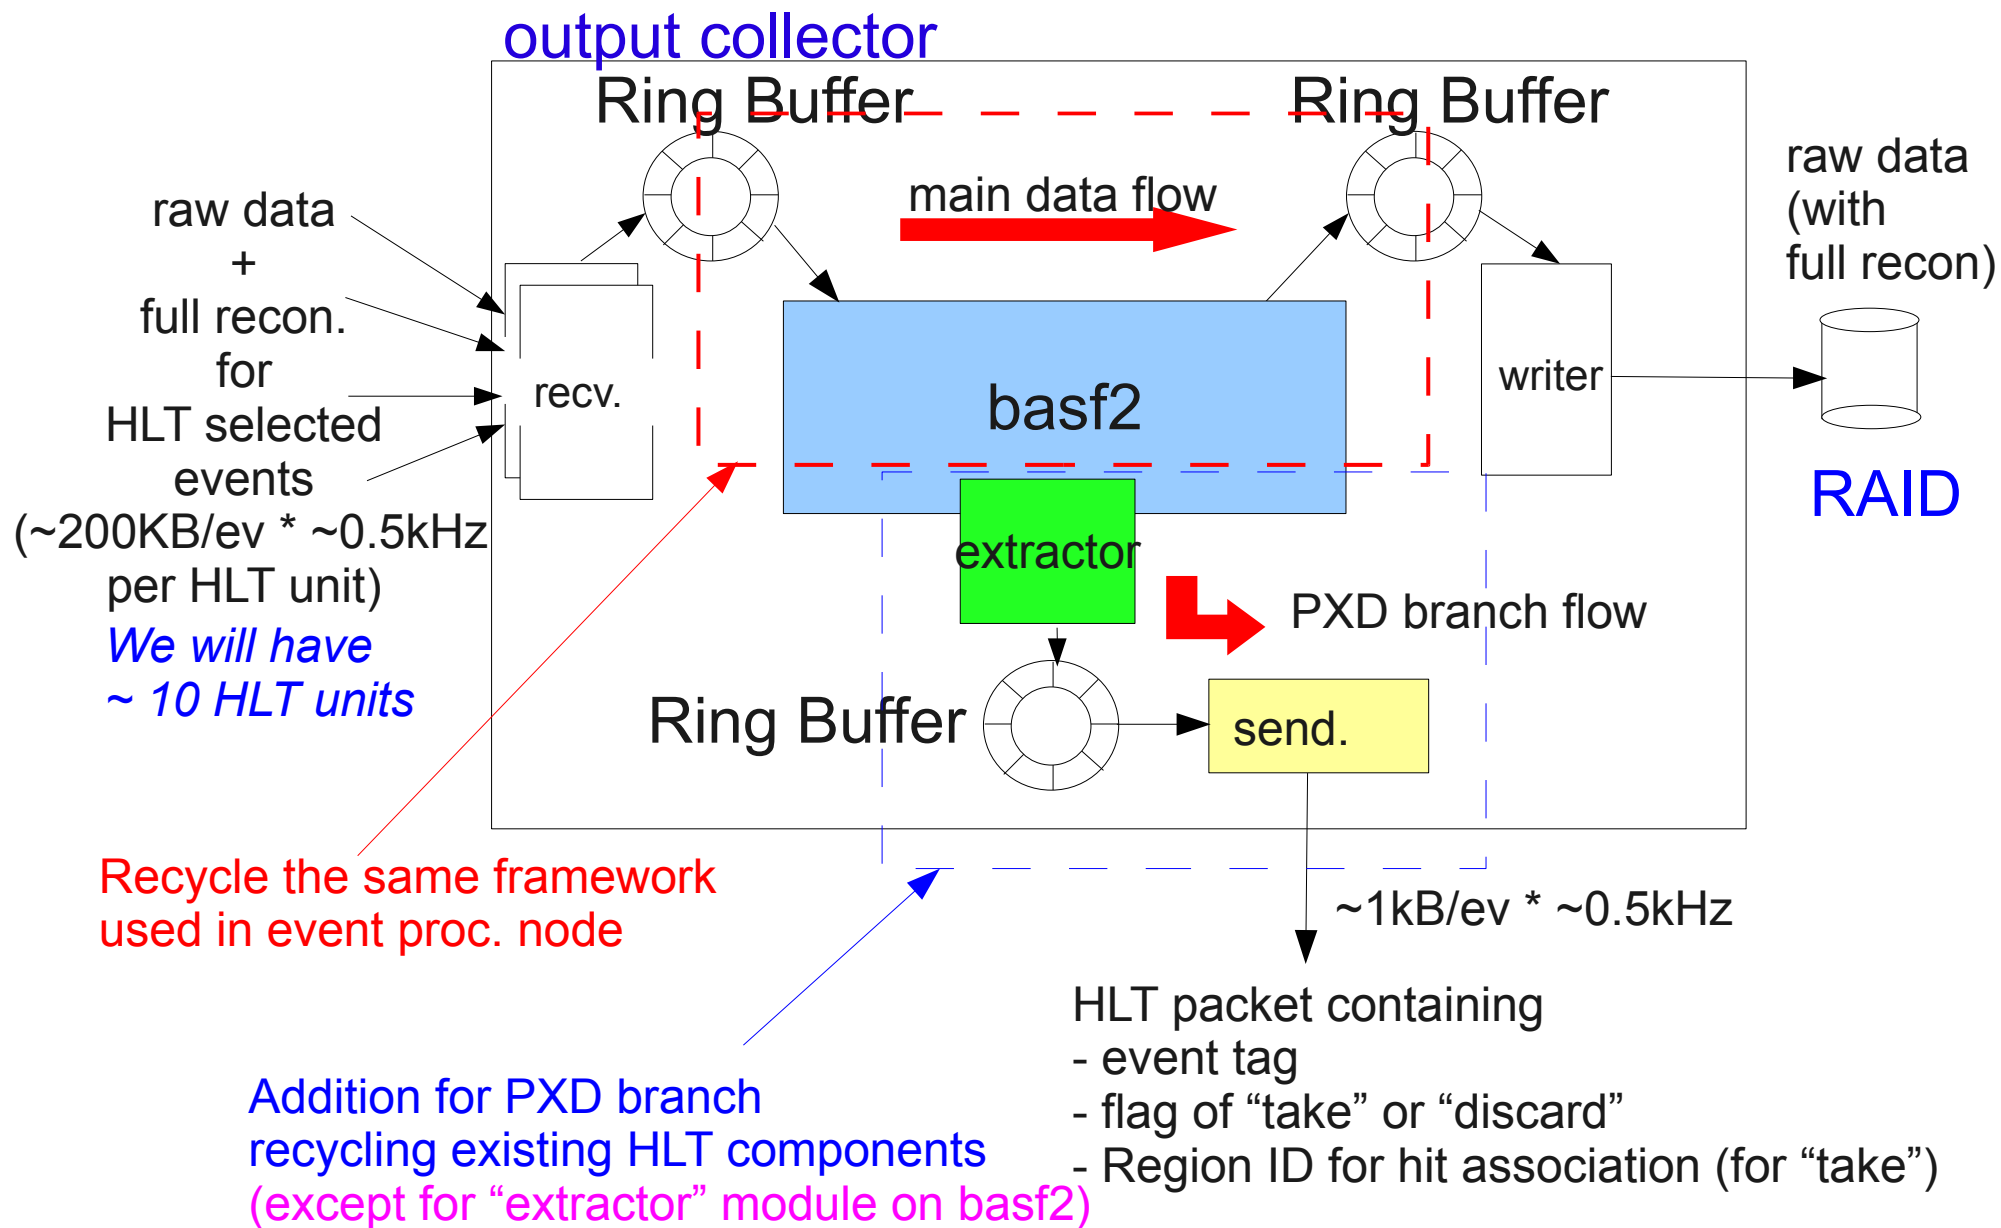 output collector
Ring Buffer
Ring Buffer
main data flow
raw data
+
full recon.
for
HLT selected
events
(~200KB/ev * ~0.5kHz
per HLT unit)
We will have
~ 10 HLT units
recv.
basf2
writer
raw data
(with
full recon)
RAID
extractor
PXD branch flow
Ring Buffer
send.
Recycle the same framework
used in event proc. node
~1kB/ev * ~0.5kHz
HLT packet containing
- event tag
- flag of “take” or “discard”
- Region ID for hit association (for “take”)
Addition for PXD branch
recycling existing HLT components
(except for “extractor” module on basf2)